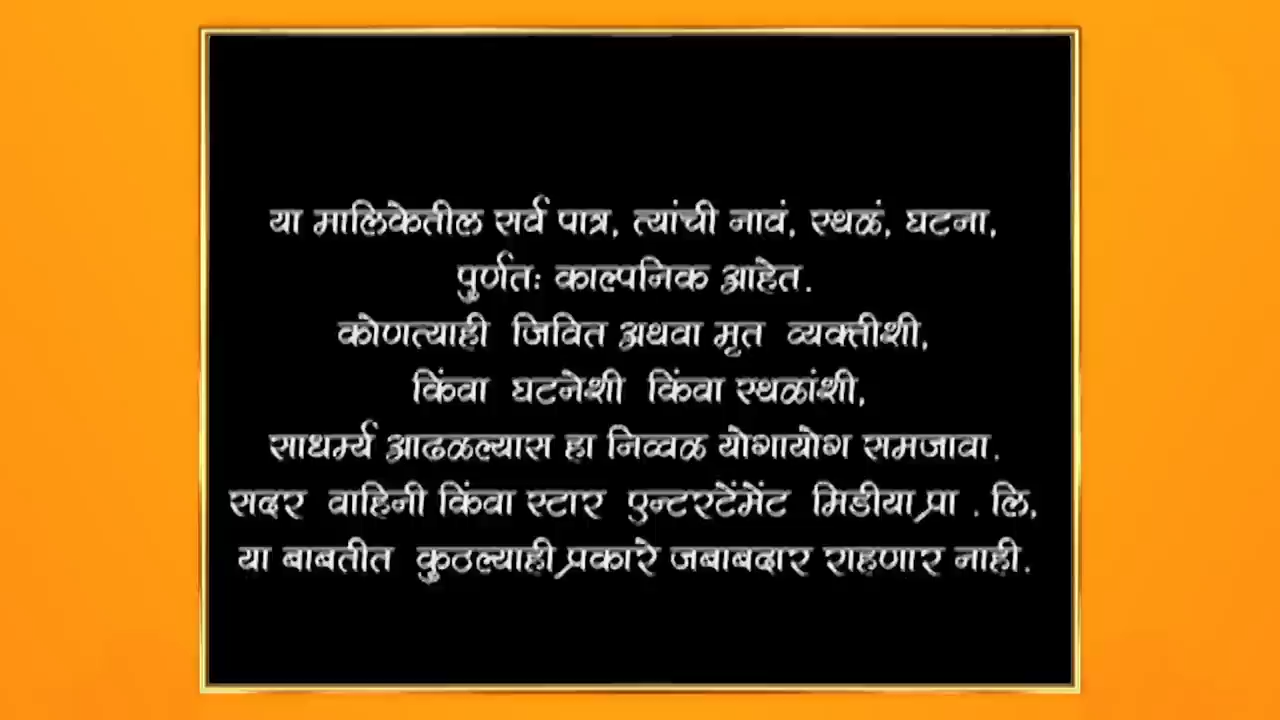 या मालिकेतील सर्व पात्र, त्यांची नावं, स्थळं, घटना,
पुर्णतः काल्पनिक आहेत.
कोणत्याही जिवित अथवा मृत व्यक्तीशी,
किंवा घटनेशी किंवा स्थळांशी,
साधर्म्य आढळल्यास हा निव्वळ योगायोग समजावा.
सदर वाहिनी किंवा स्टार एन्टरटेंमेंट मिडीया प्रा . लि,
या बाबतीत कुठल्याही प्रकारे जबाबदार राहणार नाही.